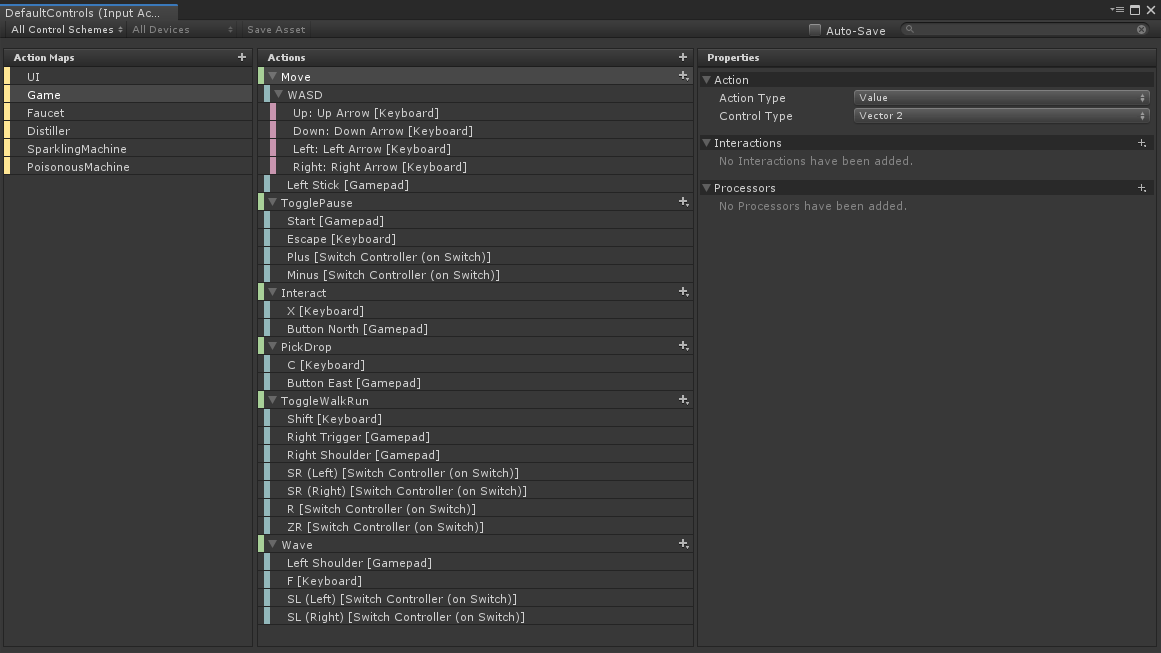 DefaultControls (Input Ac...
All Control Schemes All Devices Save Asset Auto-Save
Action Maps
UI
Game
Faucet
Distiller
SparklingMachine
PoisonousMachine
Actions
Move
WASD
Up: Up Arrow [Keyboard]
Down: Down Arrow [Keyboard]
Left: Left Arrow [Keyboard]
Right: Right Arrow [Keyboard]
Left Stick [Gamepad]
TogglePause
Start [Gamepad]
Escape [Keyboard]
Plus [Switch Controller (on Switch)]
Minus [Switch Controller (on Switch)]
Interact
X [Keyboard]
Button North [Gamepad]
PickDrop
C [Keyboard]
Button East [Gamepad]
ToggleWalkRun
Shift [Keyboard]
Right Trigger [Gamepad]
Right Shoulder [Gamepad]
SR (Left) [Switch Controller (on Switch)]
SR (Right) [Switch Controller (on Switch)]
R [Switch Controller (on Switch)]
ZR [Switch Controller (on Switch)]
Wave
Left Shoulder [Gamepad]
F [Keyboard]
SL (Left) [Switch Controller (on Switch)]
SL (Right) [Switch Controller (on Switch)]
Properties
Action
Action Type Value
Control Type Vector 2
Interactions
No Interactions have been added.
Processors
No Processors have been added.